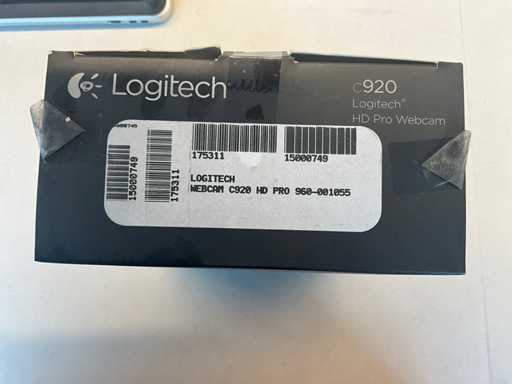 Logitech
C920
Logitech®
HD Pro Webcam
15000749
175311
15000749
15000749
175311
LOGITECH
WEBCAM C920 HD PRO 960-001055